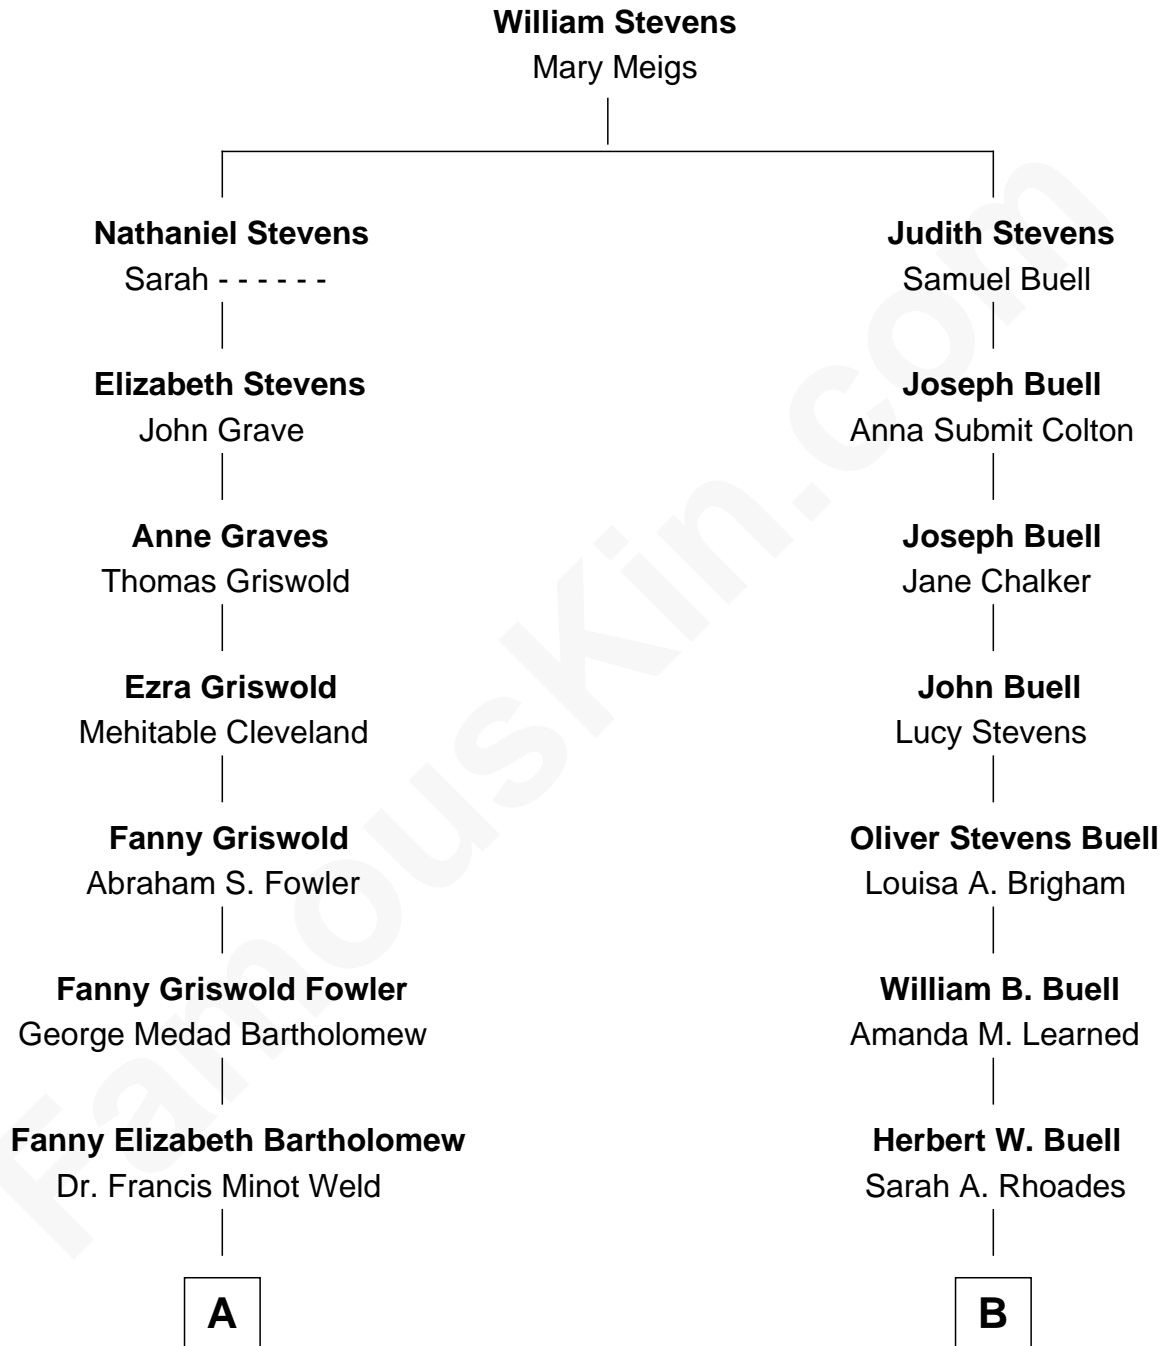 William Stevens
Mary Meigs
Nathaniel Stevens
Sarah - - - - - -
Judith Stevens
Samuel Buell
Elizabeth Stevens
John Grave
Joseph Buell
Anna Submit Colton
Anne Graves
Thomas Griswold
Joseph Buell
Jane Chalker
Ezra Griswold
Mehitable Cleveland
John Buell
Lucy Stevens
Fanny Griswold
Abraham S. Fowler
Oliver Stevens Buell
Louisa A. Brigham
Fanny Griswold Fowler
George Medad Bartholomew
William B. Buell
Amanda M. Learned
Fanny Elizabeth Bartholomew
Dr. Francis Minot Weld
Herbert W. Buell
Sarah A. Rhoades
A
B
FamousKin.com